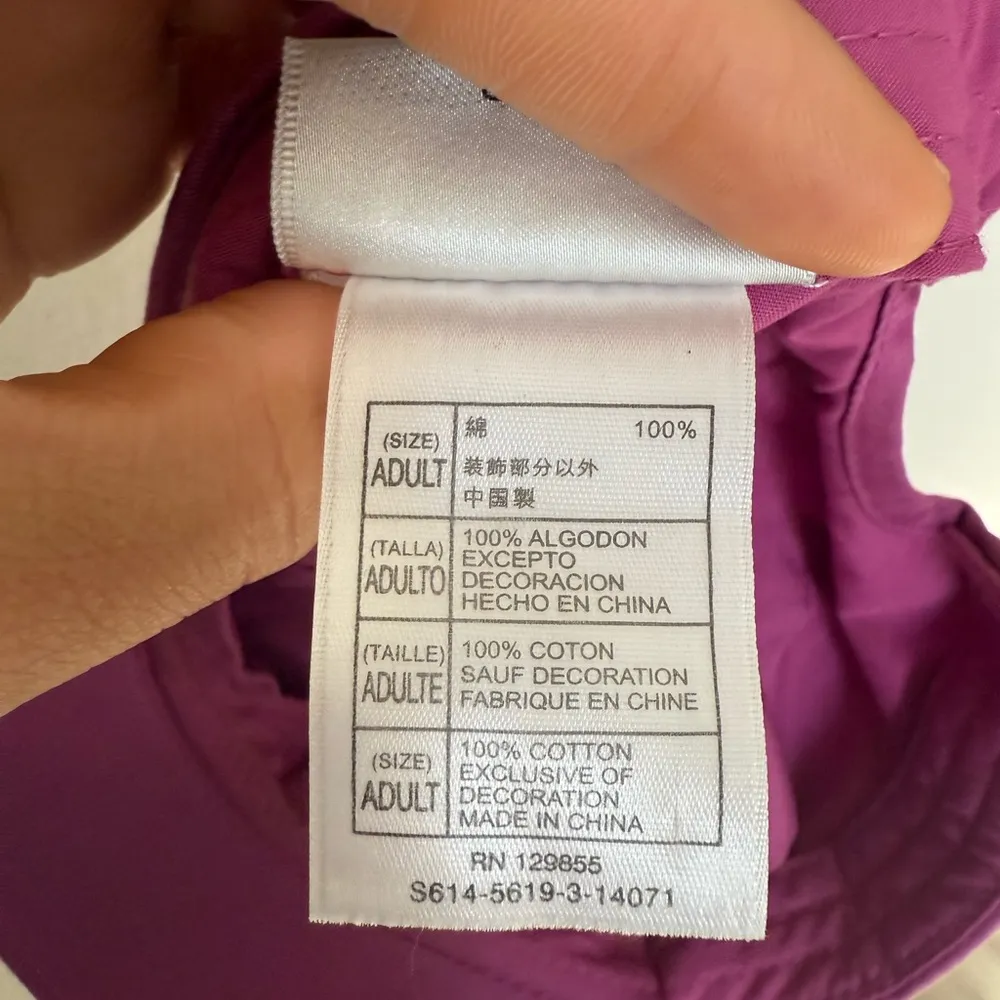 (SIZE)
ADULT
綿 100%
装飾部分以外
中国製
(TALLA)
ADULTO
100% ALGODON
EXCEPTO
DECORACION
HECHO EN CHINA
(TAILLE)
ADULTE
100% COTON
SAUF DECORATION
FABRIQUE EN CHINE
(SIZE)
ADULT
100% COTTON
EXCLUSIVE OF
DECORATION
MADE IN CHINA
RN 129855
S614-5619-3-14071